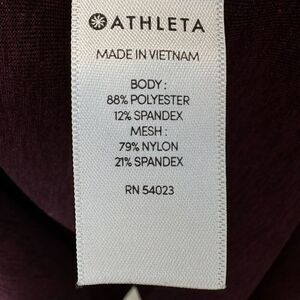 ATHLETA
MADE IN VIETNAM
BODY :
88% POLYESTER
12% SPANDEX
MESH :
79% NYLON
21% SPANDEX
RN 54023